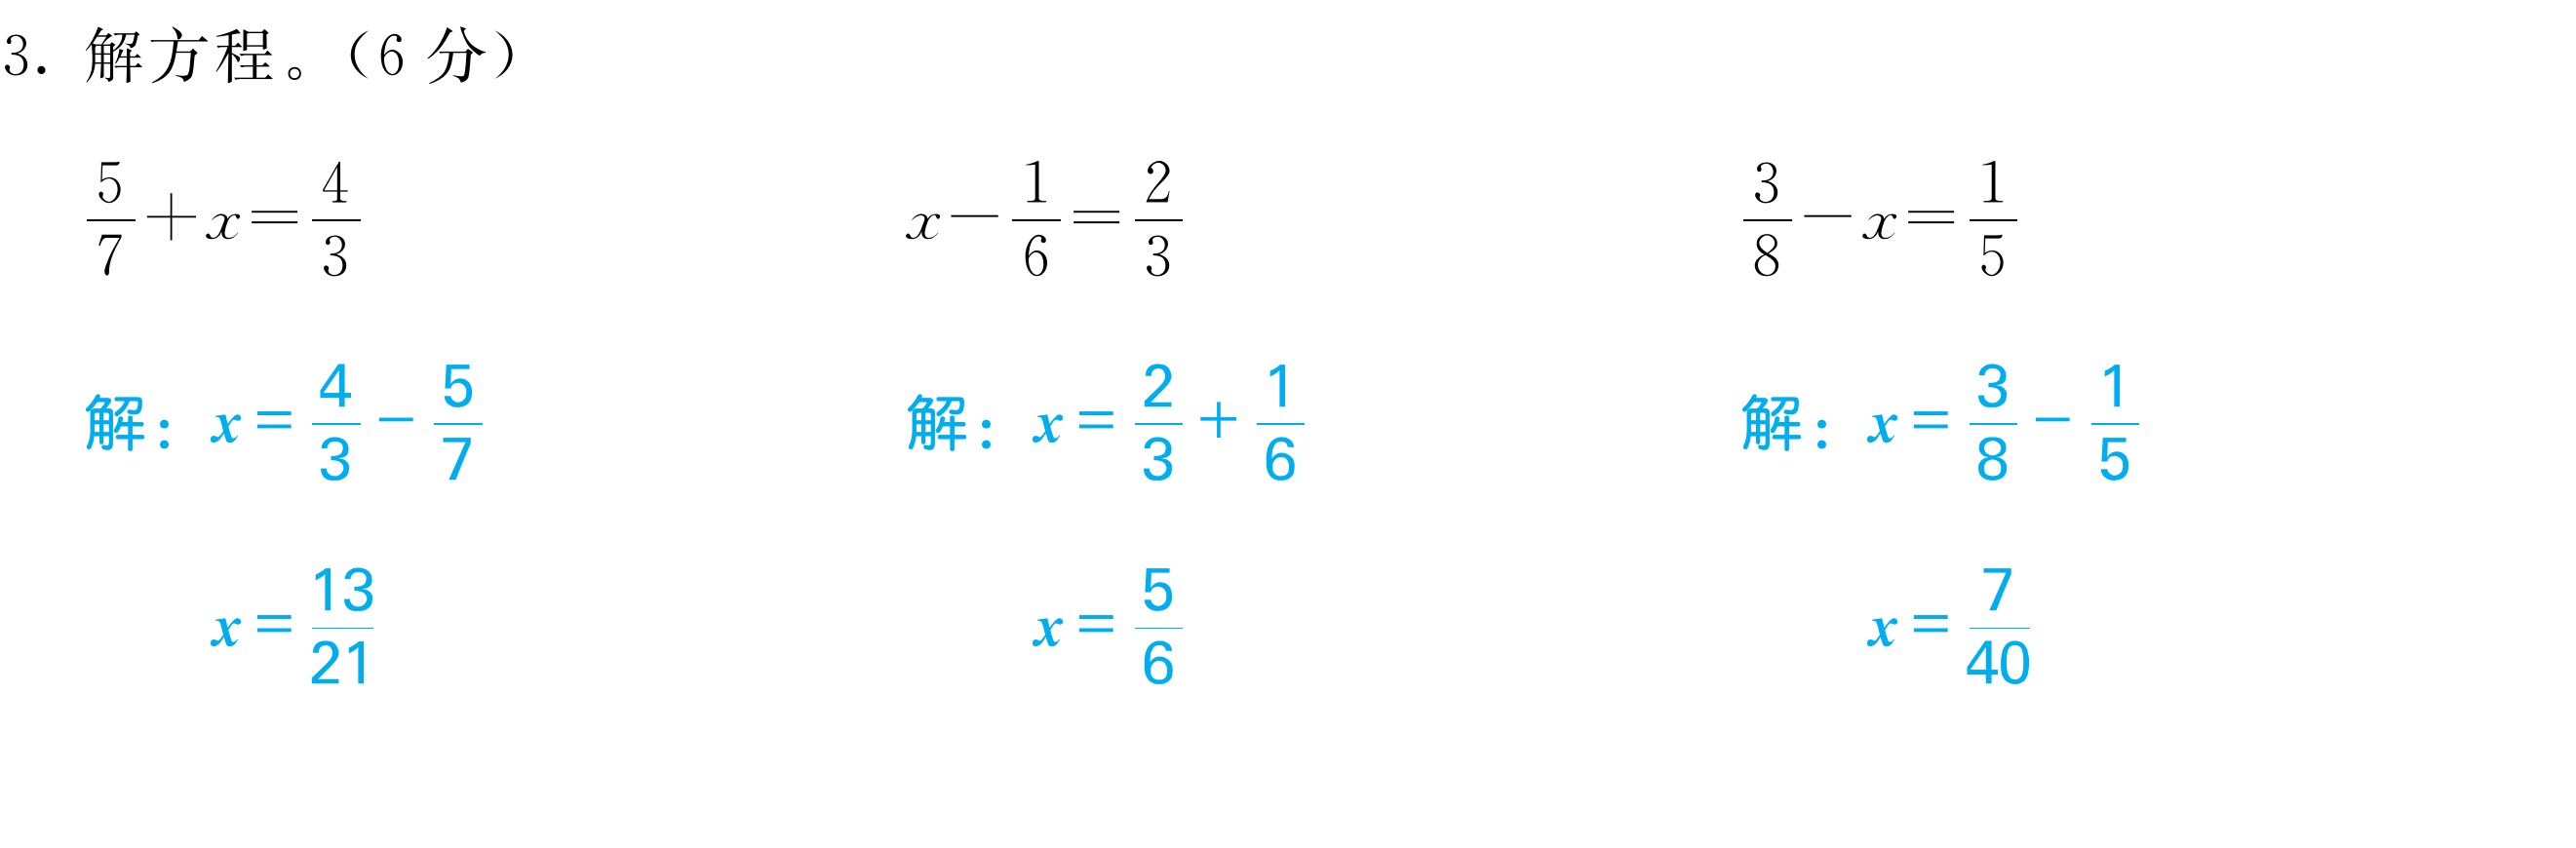 3. 解方程。(6 分)
5/7 + x = 4/3    x − 1/6 = 2/3    3/8 − x = 1/5
解: x = 4/3 − 5/7    解: x = 2/3 + 1/6    解: x = 3/8 − 1/5
x = 13/21    x = 5/6    x = 7/40